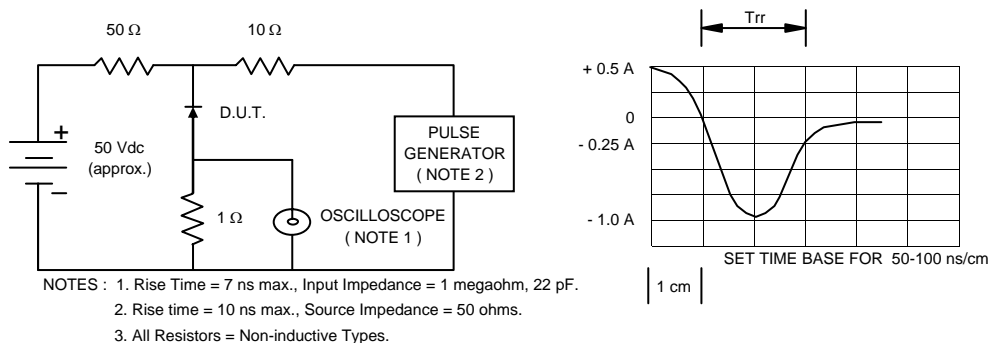 50 Ω
10 Ω
D.U.T.
+
50 Vdc
(approx.)
−
1 Ω
PULSE
GENERATOR
( NOTE 2 )
OSCILLOSCOPE
( NOTE 1 )
Trr
+ 0.5 A
0
- 0.25 A
- 1.0 A
SET TIME BASE FOR 50-100 ns/cm
1 cm
NOTES : 1. Rise Time = 7 ns max., Input Impedance = 1 megaohm, 22 pF.
2. Rise time = 10 ns max., Source Impedance = 50 ohms.
3. All Resistors = Non-inductive Types.